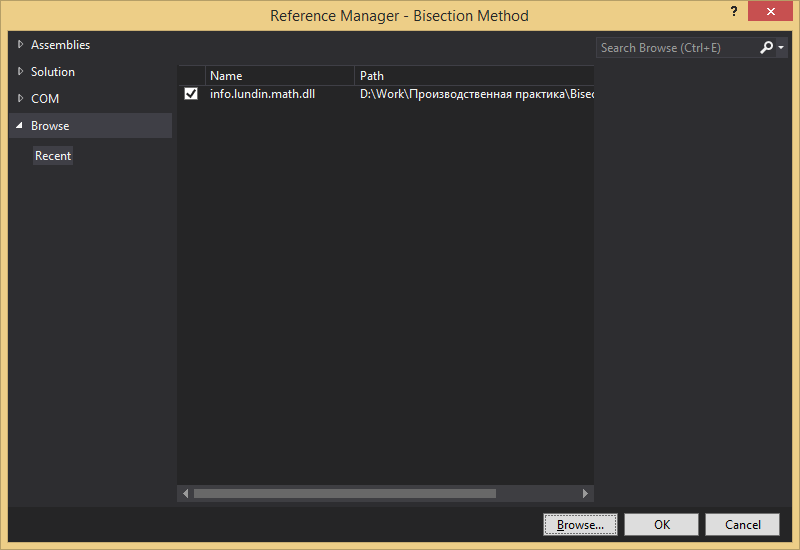 Reference Manager - Bisection Method
?
Assemblies
Solution
COM
Browse
Recent
Search Browse (Ctrl+E)
Name Path
info.lundin.math.dll D:\Work\Производственная практика\Bisec
Browse... OK Cancel